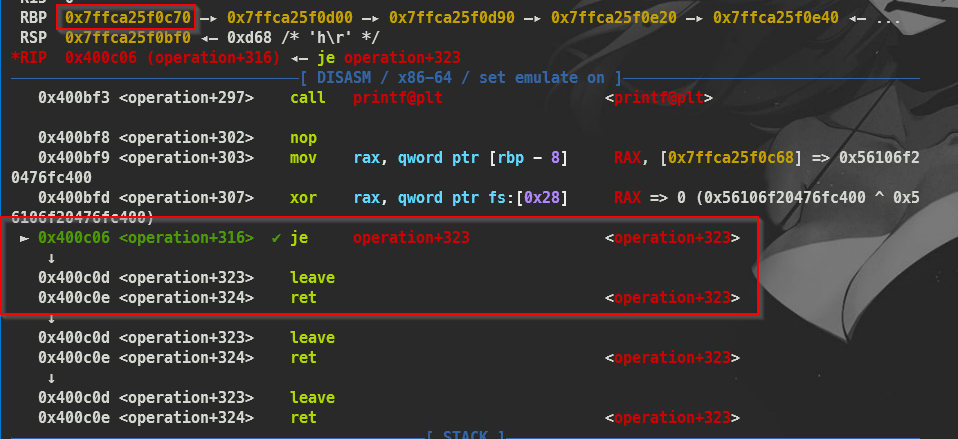 RBP  0x7ffca25f0c70 —▸ 0x7ffca25f0d00 —▸ 0x7ffca25f0d90 —▸ 0x7ffca25f0e20 —▸ 0x7ffca25f0e40 ◂— ...
RSP  0x7ffca25f0bf0 ◂— 0xd68 /* 'h\r' */
*RIP  0x400c06 (operation+316) ◂— je operation+323
[ DISASM / x86-64 / set emulate on ]
0x400bf3 <operation+297>    call   printf@plt                  <printf@plt>
0x400bf8 <operation+302>    nop
0x400bf9 <operation+303>    mov    rax, qword ptr [rbp - 8]     RAX, [0x7ffca25f0c68] => 0x56106f2
0476fc400
0x400bfd <operation+307>    xor    rax, qword ptr fs:[0x28]     RAX => 0 (0x56106f20476fc400 ^ 0x5
6106f20476fc400)
► 0x400c06 <operation+316>  ✔ je     operation+323               <operation+323>
↓
0x400c0d <operation+323>    leave
0x400c0e <operation+324>    ret                                <operation+323>
↓
0x400c0d <operation+323>    leave
0x400c0e <operation+324>    ret                                <operation+323>
↓
0x400c0d <operation+323>    leave
0x400c0e <operation+324>    ret                                <operation+323>
[ STACK ]